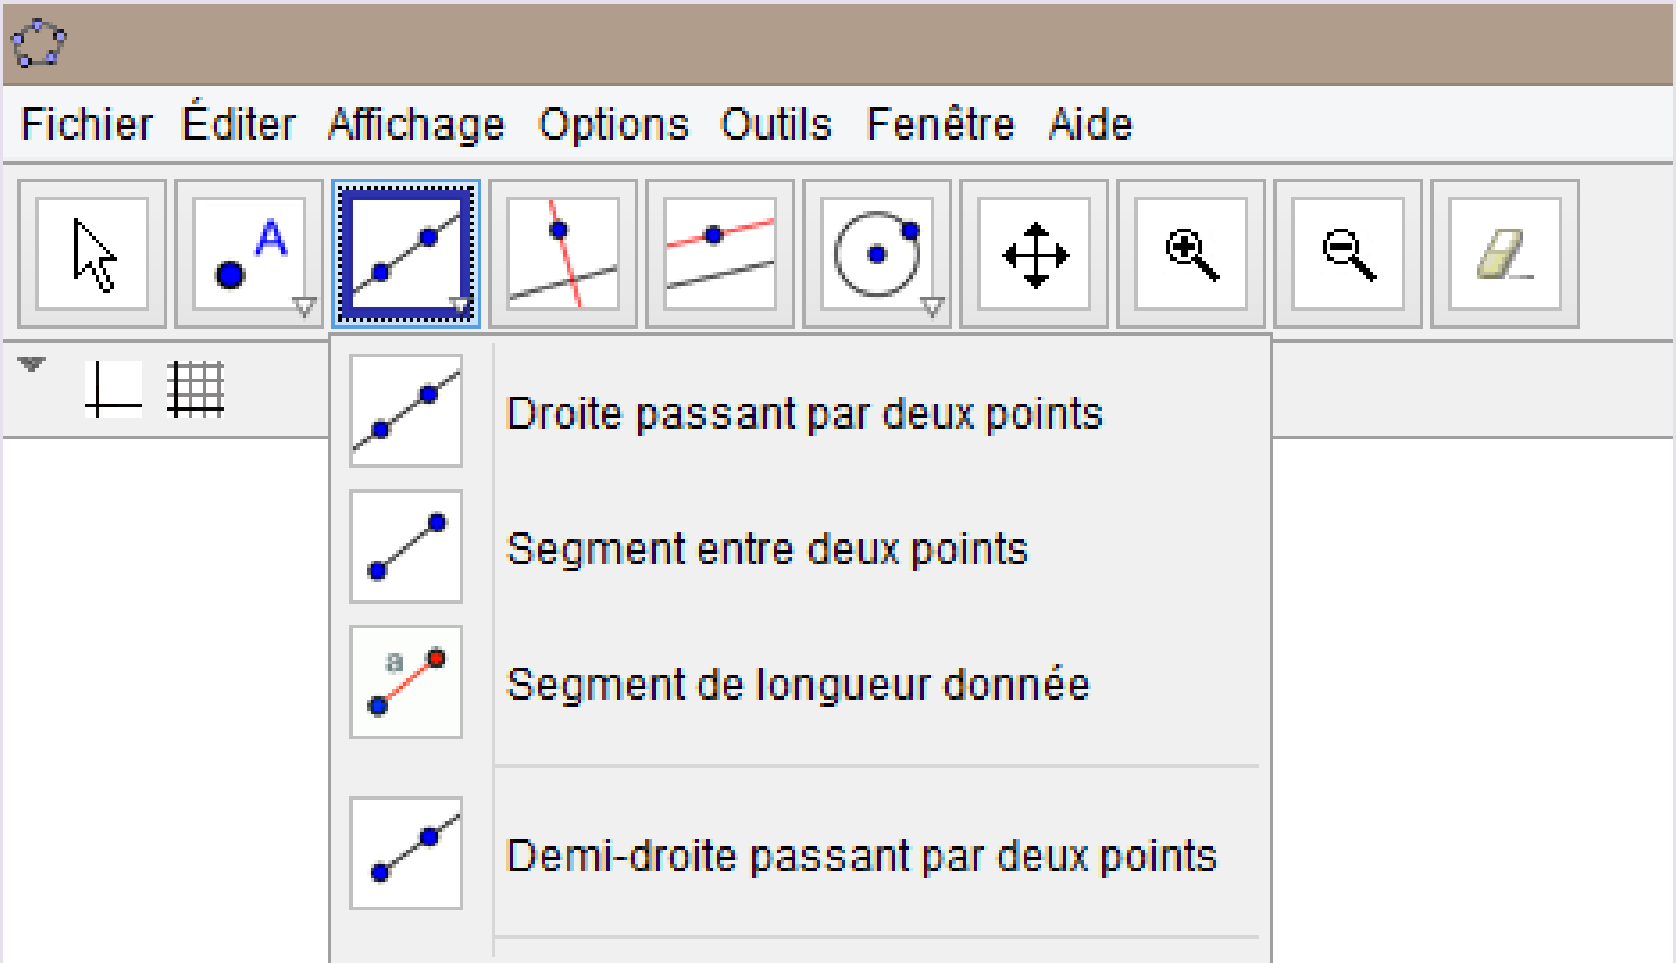 Fichier Éditer Affichage Options Outils Fenêtre Aide
A
Droite passant par deux points
Segment entre deux points
a
Segment de longueur donnée
Demi-droite passant par deux points